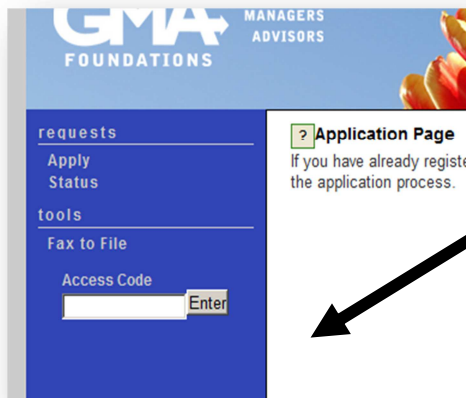 GMA
FOUNDATIONS
MANAGERS
ADVISORS
requests
Apply
Status
tools
Fax to File
Access Code
Enter
? Application Page
If you have already registe
the application process.